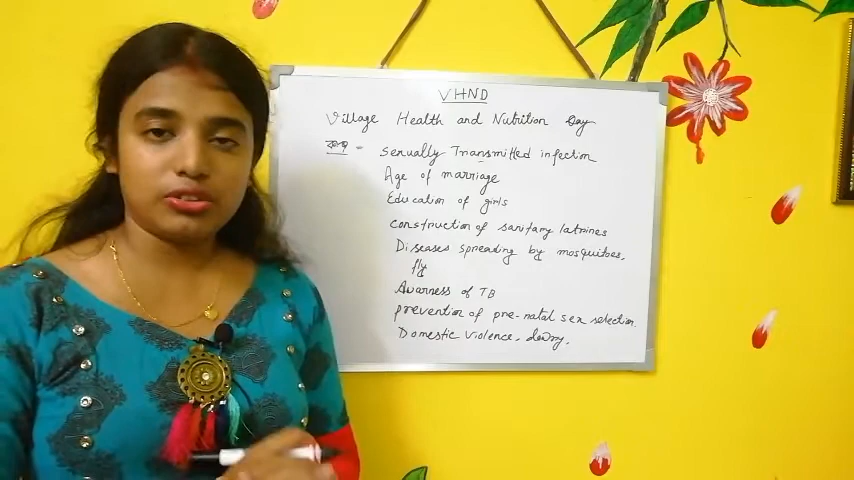 VHND
Village Health and Nutrition Day
= sexually Transmitted infection
Age of marriage
Education of girls
construction of sanitary latrines
Diseases spreading by mosquitoes,
fly
Awarness of TB
prevention of pre-natal sex selection.
Domestic violence, dowry.